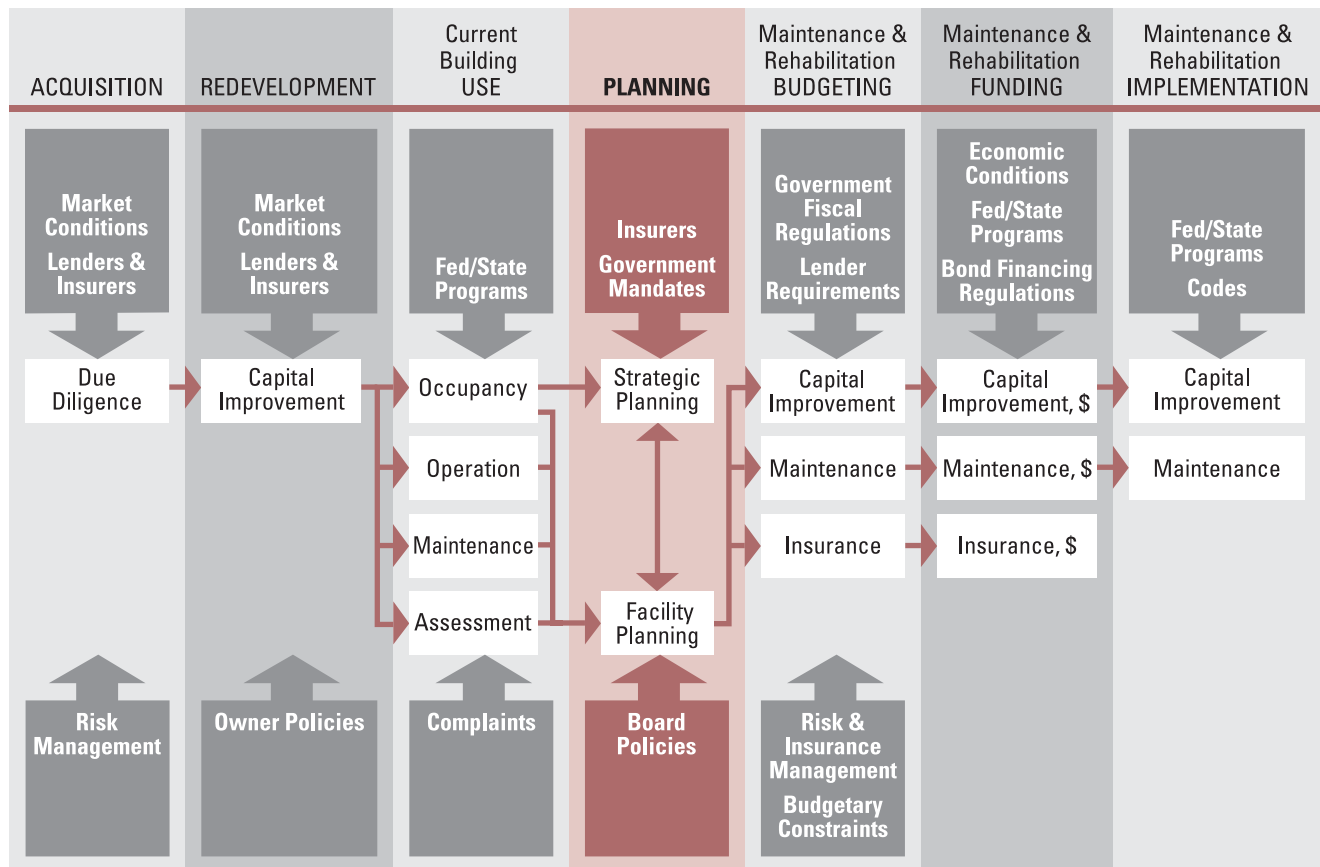 ACQUISITION
REDEVELOPMENT
Current
Building
USE
PLANNING
Maintenance &
Rehabilitation
BUDGETING
Maintenance &
Rehabilitation
FUNDING
Maintenance &
Rehabilitation
IMPLEMENTATION
Market
Conditions
Lenders &
Insurers
Market
Conditions
Lenders &
Insurers
Fed/State
Programs
Insurers
Government
Mandates
Government
Fiscal
Regulations
Lender
Requirements
Economic
Conditions
Fed/State
Programs
Bond Financing
Regulations
Fed/State
Programs
Codes
Due
Diligence
Capital
Improvement
Occupancy
Operation
Maintenance
Assessment
Strategic
Planning
Facility
Planning
Capital
Improvement
Maintenance
Insurance
Capital
Improvement, $
Maintenance, $
Insurance, $
Capital
Improvement
Maintenance
Risk
Management
Owner Policies
Complaints
Board
Policies
Risk &
Insurance
Management
Budgetary
Constraints